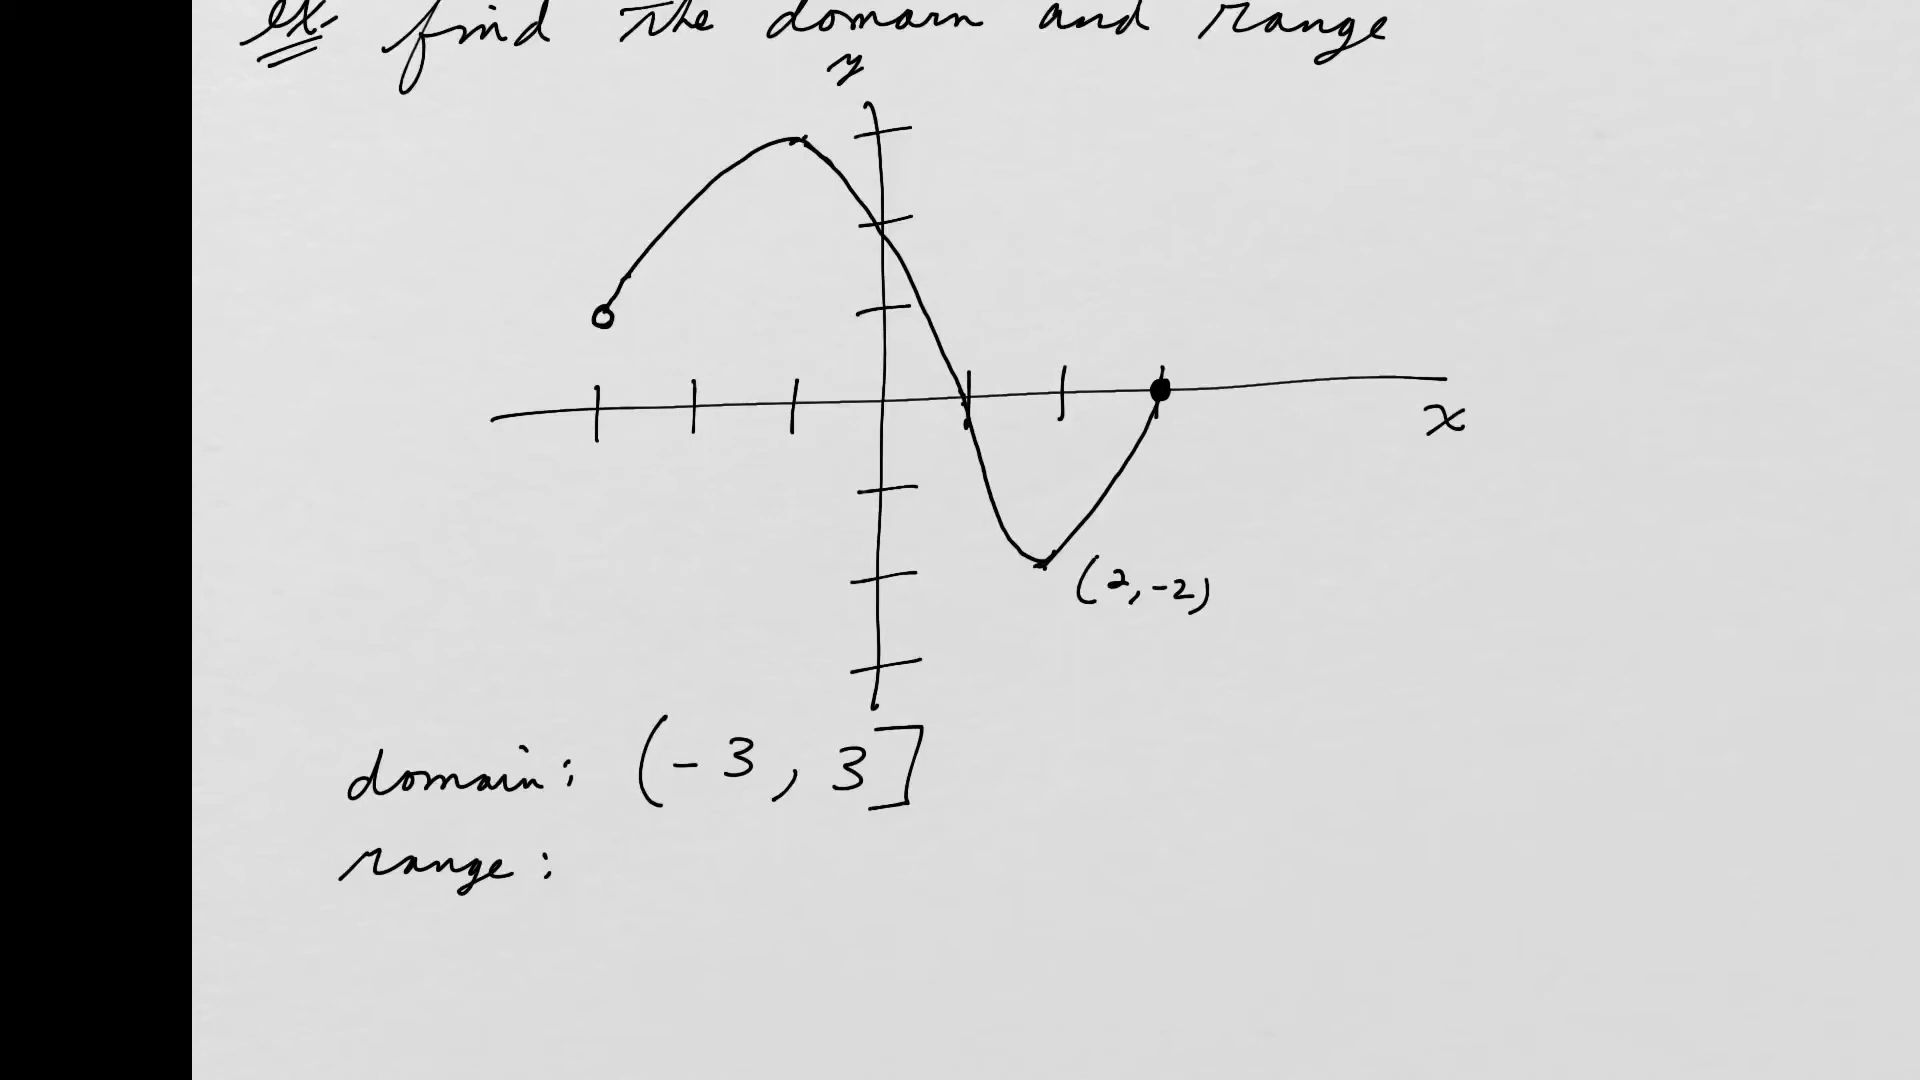 ex. find the domain and range
y
x
(2,-2)
domain: (-3, 3]
range: